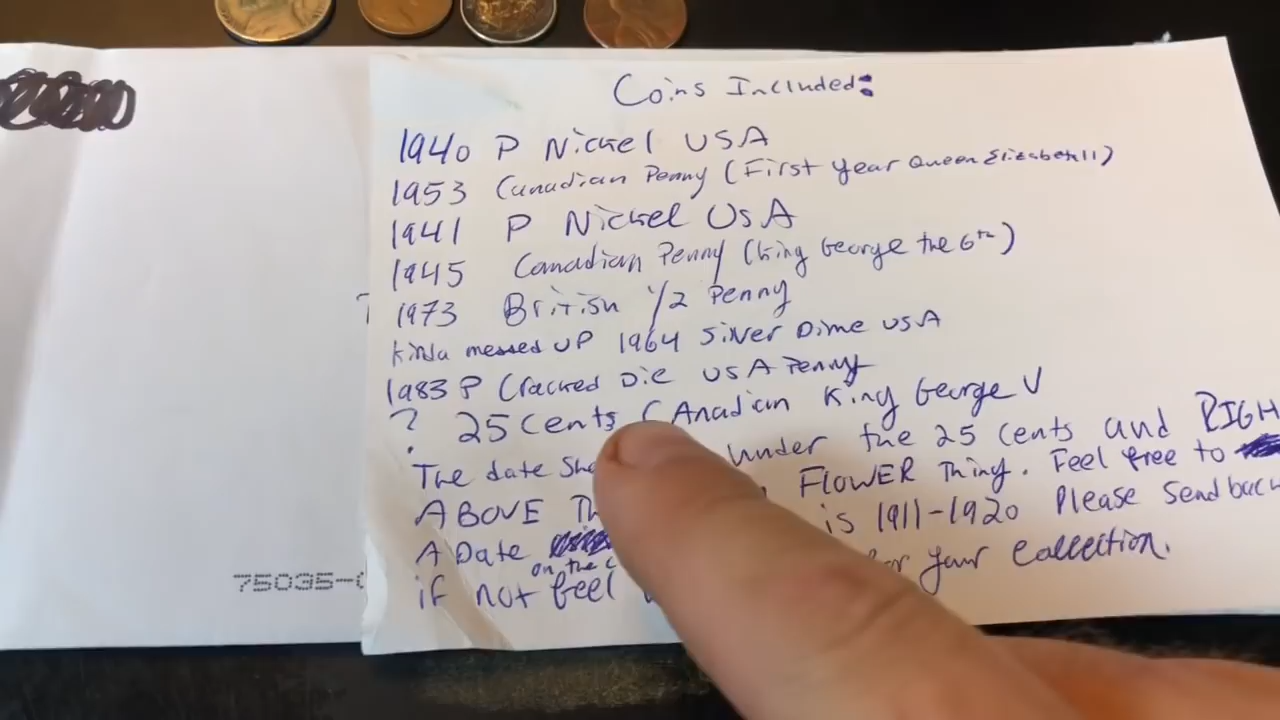 Coins Included:
1940 P Nickel USA
1953 Canadian Penny (First year Queen Elizabeth II)
1941 P Nickel USA
1945 Canadian Penny (King George the 6th)
1973 British 1/2 Penny
Kinda messed UP 1964 Silver Dime USA
1983 P Cracked Die USA Penny
? 25 Cents Canadian King George V
The date under the 25 cents and
ABOVE FLOWER Thing. Feel free to
A Date is 1911-1920 Please send back
on the
if not feel your collection.
75035-